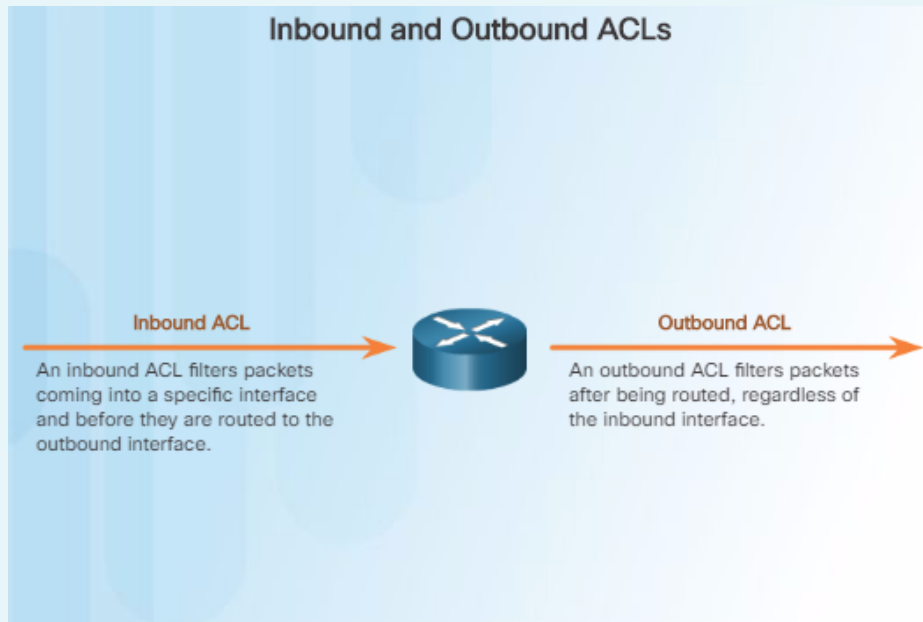 Inbound and Outbound ACLs
Inbound ACL
An inbound ACL filters packets
coming into a specific interface
and before they are routed to the
outbound interface.
Outbound ACL
An outbound ACL filters packets
after being routed, regardless of
the inbound interface.